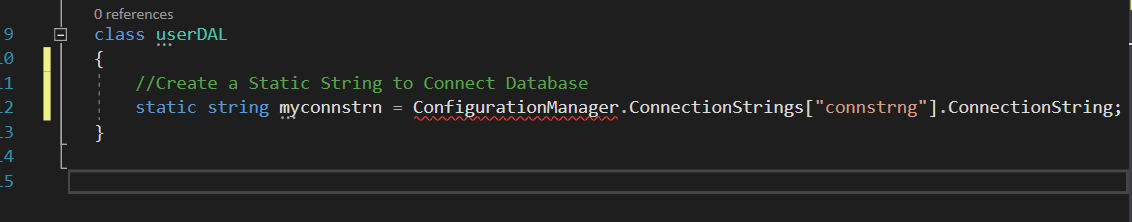 0 references
9 class userDAL
10 {
11 //Create a Static String to Connect Database
12 static string myconnstrn = ConfigurationManager.ConnectionStrings["connstrng"].ConnectionString;
13 }
14
15